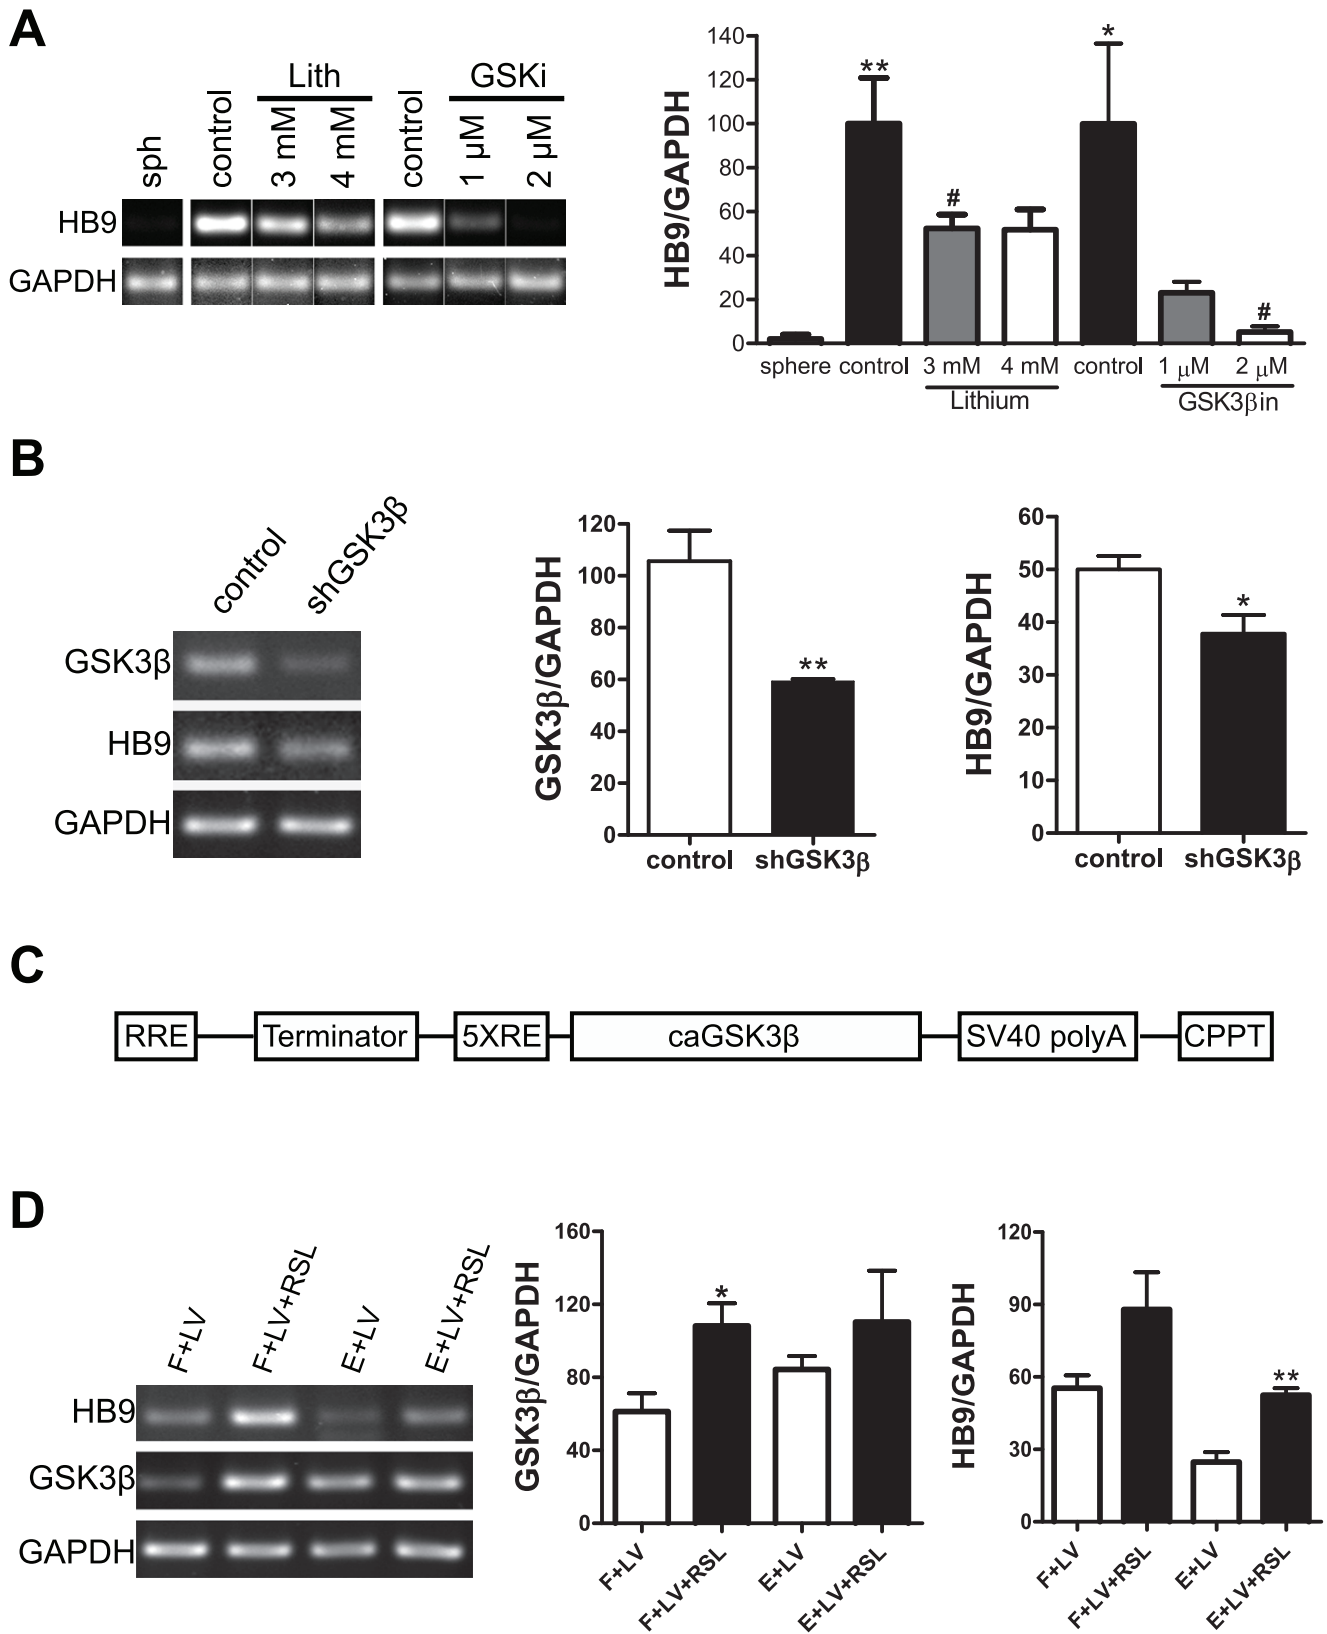 A
Lith
GSKi
sph
control
3 mM
4 mM
control
1 µM
2 µM
HB9
GAPDH
HB9/GAPDH
140
120
100
80
60
40
20
0
**
#
*
#
sphere control 3 mM 4 mM control 1 µM 2 µM
Lithium
GSK3βin
B
control
shGSK3β
GSK3β
HB9
GAPDH
GSK3β/GAPDH
120
100
80
60
40
20
0
**
control shGSK3β
HB9/GAPDH
60
50
40
30
20
10
0
*
control shGSK3β
C
RRE
Terminator
5XRE
caGSK3β
SV40 polyA
CPPT
D
F+LV
F+LV+RSL
E+LV
E+LV+RSL
HB9
GSK3β
GAPDH
GSK3β/GAPDH
160
120
80
40
0
*
F+LV
F+LV+RSL
E+LV
E+LV+RSL
HB9/GAPDH
120
90
60
30
0
**
F+LV
F+LV+RSL
E+LV
E+LV+RSL